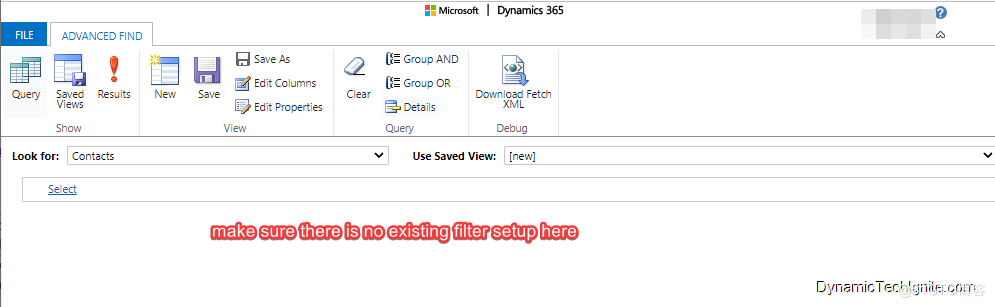 Microsoft | Dynamics 365
FILE
ADVANCED FIND
Query
Saved Views
Results
Show
New
Save
Save As
Edit Columns
Edit Properties
View
Clear
[(= Group AND
[(= Group OR
Details
Query
Download Fetch XML
Debug
Look for:
Contacts
Use Saved View:
[new]
Select
make sure there is no existing filter setup here
DynamicTechIgnite.com